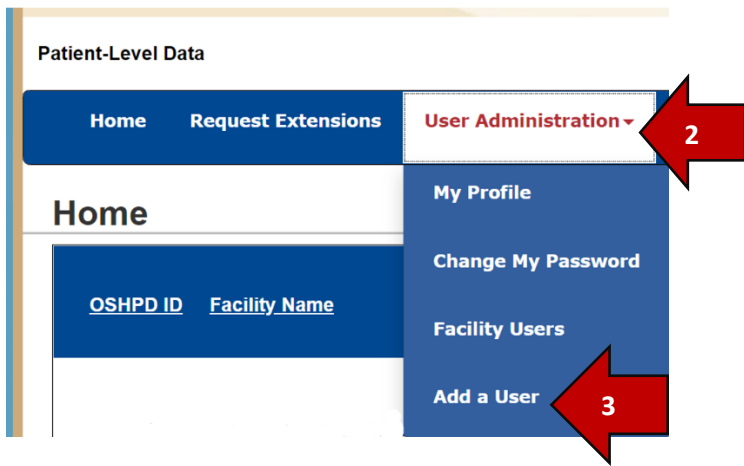 Patient-Level Data
Home Request Extensions User Administration
2
Home
My Profile
Change My Password
OSHPD ID Facility Name
Facility Users
Add a User
3